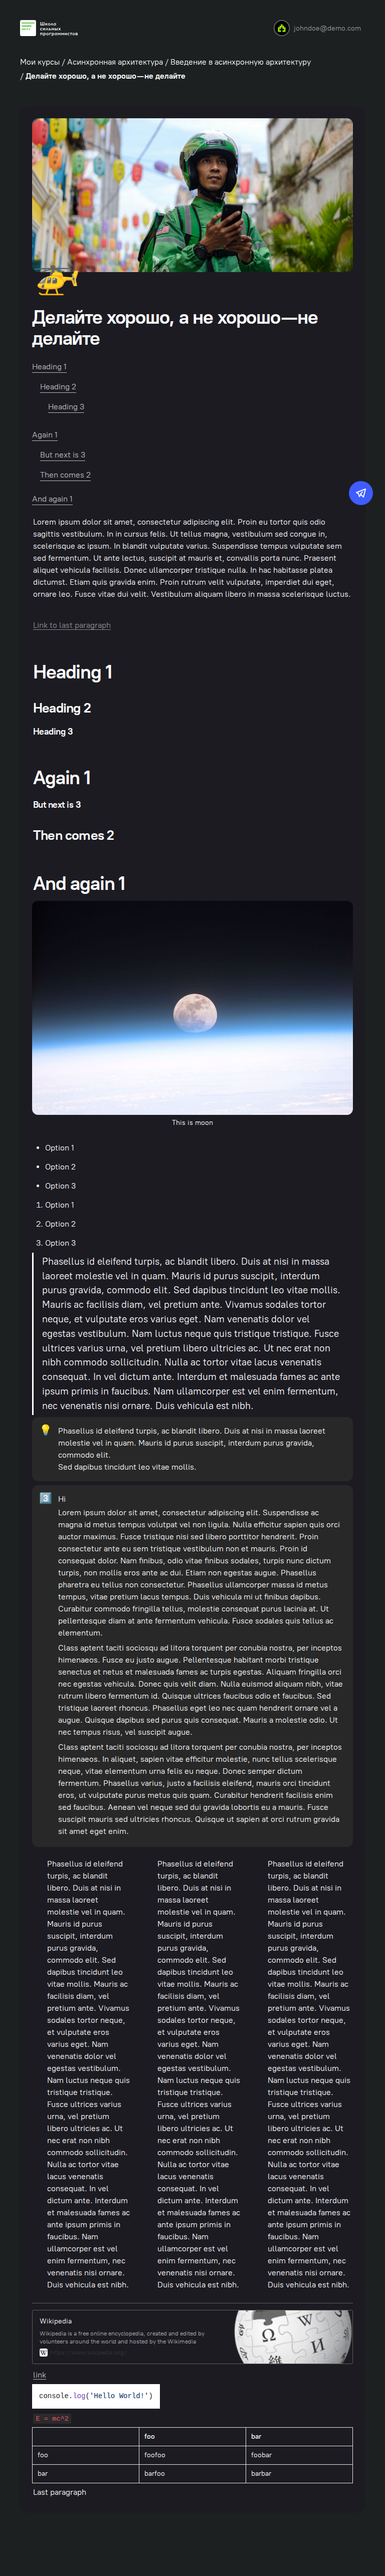 Школа
сильных
программистов
johndoe@demo.com
Мои курсы / Асинхронная архитектура / Введение в асинхронную архитектуру
/ Делайте хорошо, а не хорошо — не делайте
Делайте хорошо, а не хорошо — не
делайте
Heading 1
Heading 2
Heading 3
Again 1
But next is 3
Then comes 2
And again 1
Lorem ipsum dolor sit amet, consectetur adipiscing elit. Proin eu tortor quis odio
sagittis vestibulum. In in cursus felis. Ut tellus magna, vestibulum sed congue in,
scelerisque ac ipsum. In blandit vulputate varius. Suspendisse tempus vulputate sem
sed fermentum. Ut ante lectus, suscipit at mauris et, convallis porta nunc. Praesent
aliquet vehicula facilisis. Donec ullamcorper tristique nulla. In hac habitasse platea
dictumst. Etiam quis gravida enim. Proin rutrum velit vulputate, imperdiet dui eget,
ornare leo. Fusce vitae dui velit. Vestibulum aliquam libero in massa scelerisque luctus.
Link to last paragraph
Heading 1
Heading 2
Heading 3
Again 1
But next is 3
Then comes 2
And again 1
This is moon
• Option 1
• Option 2
• Option 3
1. Option 1
2. Option 2
3. Option 3
Phasellus id eleifend turpis, ac blandit libero. Duis at nisi in massa
laoreet molestie vel in quam. Mauris id purus suscipit, interdum
purus gravida, commodo elit. Sed dapibus tincidunt leo vitae mollis.
Mauris ac facilisis diam, vel pretium ante. Vivamus sodales tortor
neque, et vulputate eros varius eget. Nam venenatis dolor vel
egestas vestibulum. Nam luctus neque quis tristique tristique. Fusce
ultrices varius urna, vel pretium libero ultricies ac. Ut nec erat non
nibh commodo sollicitudin. Nulla ac tortor vitae lacus venenatis
consequat. In vel dictum ante. Interdum et malesuada fames ac ante
ipsum primis in faucibus. Nam ullamcorper est vel enim fermentum,
nec venenatis nisi ornare. Duis vehicula est nibh.
Phasellus id eleifend turpis, ac blandit libero. Duis at nisi in massa laoreet
molestie vel in quam. Mauris id purus suscipit, interdum purus gravida,
commodo elit.
Sed dapibus tincidunt leo vitae mollis.
3 Hi
Lorem ipsum dolor sit amet, consectetur adipiscing elit. Suspendisse ac
magna id metus tempus volutpat vel non ligula. Nulla efficitur sapien quis orci
auctor maximus. Fusce tristique nisi sed libero porttitor hendrerit. Proin
consectetur ante eu sem tristique vestibulum non et mauris. Proin id
consequat dolor. Nam finibus, odio vitae finibus sodales, turpis nunc dictum
turpis, non mollis eros ante ac dui. Etiam non egestas augue. Phasellus
pharetra eu tellus non consectetur. Phasellus ullamcorper massa id metus
tempus, vitae pretium lacus tempus. Duis vehicula mi ut finibus dapibus.
Curabitur commodo fringilla tellus, molestie consequat purus lacinia at. Ut
pellentesque diam at ante fermentum vehicula. Fusce sodales quis tellus ac
elementum.
Class aptent taciti sociosqu ad litora torquent per conubia nostra, per inceptos
himenaeos. Fusce eu justo augue. Pellentesque habitant morbi tristique
senectus et netus et malesuada fames ac turpis egestas. Aliquam fringilla orci
nec egestas vehicula. Donec quis velit diam. Nulla euismod aliquam nibh, vitae
rutrum libero fermentum id. Quisque ultrices faucibus odio et faucibus. Sed
tristique laoreet rhoncus. Phasellus eget leo nec quam hendrerit ornare vel a
augue. Quisque dapibus sed purus quis consequat. Mauris a molestie odio. Ut
nec tempus risus, vel suscipit augue.
Class aptent taciti sociosqu ad litora torquent per conubia nostra, per inceptos
himenaeos. In aliquet, sapien vitae efficitur molestie, nunc tellus scelerisque
neque, vitae elementum urna felis eu neque. Donec semper dictum
fermentum. Phasellus varius, justo a facilisis eleifend, mauris orci tincidunt
eros, ut vulputate purus metus quis quam. Curabitur hendrerit facilisis enim
sed faucibus. Aenean vel neque sed dui gravida lobortis eu a mauris. Fusce
suscipit mauris sed ultricies rhoncus. Quisque ut sapien at orci rutrum gravida
sit amet eget enim.
Phasellus id eleifend
turpis, ac blandit
libero. Duis at nisi in
massa laoreet
molestie vel in quam.
Mauris id purus
suscipit, interdum
purus gravida,
commodo elit. Sed
dapibus tincidunt leo
vitae mollis. Mauris ac
facilisis diam, vel
pretium ante. Vivamus
sodales tortor neque,
et vulputate eros
varius eget. Nam
venenatis dolor vel
egestas vestibulum.
Nam luctus neque quis
tristique tristique.
Fusce ultrices varius
urna, vel pretium
libero ultricies ac. Ut
nec erat non nibh
commodo sollicitudin.
Nulla ac tortor vitae
lacus venenatis
consequat. In vel
dictum ante. Interdum
et malesuada fames ac
ante ipsum primis in
faucibus. Nam
ullamcorper est vel
enim fermentum, nec
venenatis nisi ornare.
Duis vehicula est nibh.
Phasellus id eleifend
turpis, ac blandit
libero. Duis at nisi in
massa laoreet
molestie vel in quam.
Mauris id purus
suscipit, interdum
purus gravida,
commodo elit. Sed
dapibus tincidunt leo
vitae mollis. Mauris ac
facilisis diam, vel
pretium ante. Vivamus
sodales tortor neque,
et vulputate eros
varius eget. Nam
venenatis dolor vel
egestas vestibulum.
Nam luctus neque quis
tristique tristique.
Fusce ultrices varius
urna, vel pretium
libero ultricies ac. Ut
nec erat non nibh
commodo sollicitudin.
Nulla ac tortor vitae
lacus venenatis
consequat. In vel
dictum ante. Interdum
et malesuada fames ac
ante ipsum primis in
faucibus. Nam
ullamcorper est vel
enim fermentum, nec
venenatis nisi ornare.
Duis vehicula est nibh.
Phasellus id eleifend
turpis, ac blandit
libero. Duis at nisi in
massa laoreet
molestie vel in quam.
Mauris id purus
suscipit, interdum
purus gravida,
commodo elit. Sed
dapibus tincidunt leo
vitae mollis. Mauris ac
facilisis diam, vel
pretium ante. Vivamus
sodales tortor neque,
et vulputate eros
varius eget. Nam
venenatis dolor vel
egestas vestibulum.
Nam luctus neque quis
tristique tristique.
Fusce ultrices varius
urna, vel pretium
libero ultricies ac. Ut
nec erat non nibh
commodo sollicitudin.
Nulla ac tortor vitae
lacus venenatis
consequat. In vel
dictum ante. Interdum
et malesuada fames ac
ante ipsum primis in
faucibus. Nam
ullamcorper est vel
enim fermentum, nec
venenatis nisi ornare.
Duis vehicula est nibh.
Wikipedia
Wikipedia is a free online encyclopedia, created and edited by
volunteers around the world and hosted by the Wikimedia
W
Ω W И
link
console.log('Hello World!')
E = mc^2
foo bar
foo foofoo foobar
bar barfoo barbar
Last paragraph